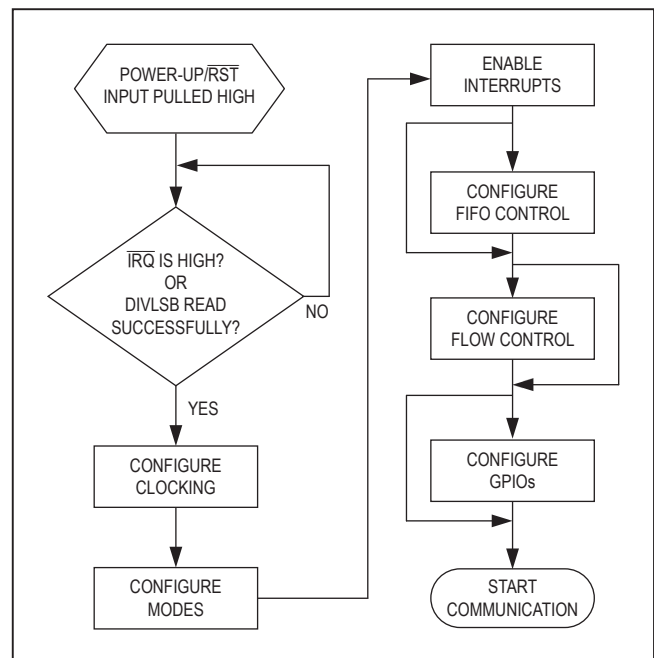 POWER-UP/RST
INPUT PULLED HIGH
IRQ IS HIGH?
OR
DIVLSB READ
SUCCESSFULLY?
NO
YES
CONFIGURE
CLOCKING
CONFIGURE
MODES
ENABLE
INTERRUPTS
CONFIGURE
FIFO CONTROL
CONFIGURE
FLOW CONTROL
CONFIGURE
GPIOs
START
COMMUNICATION